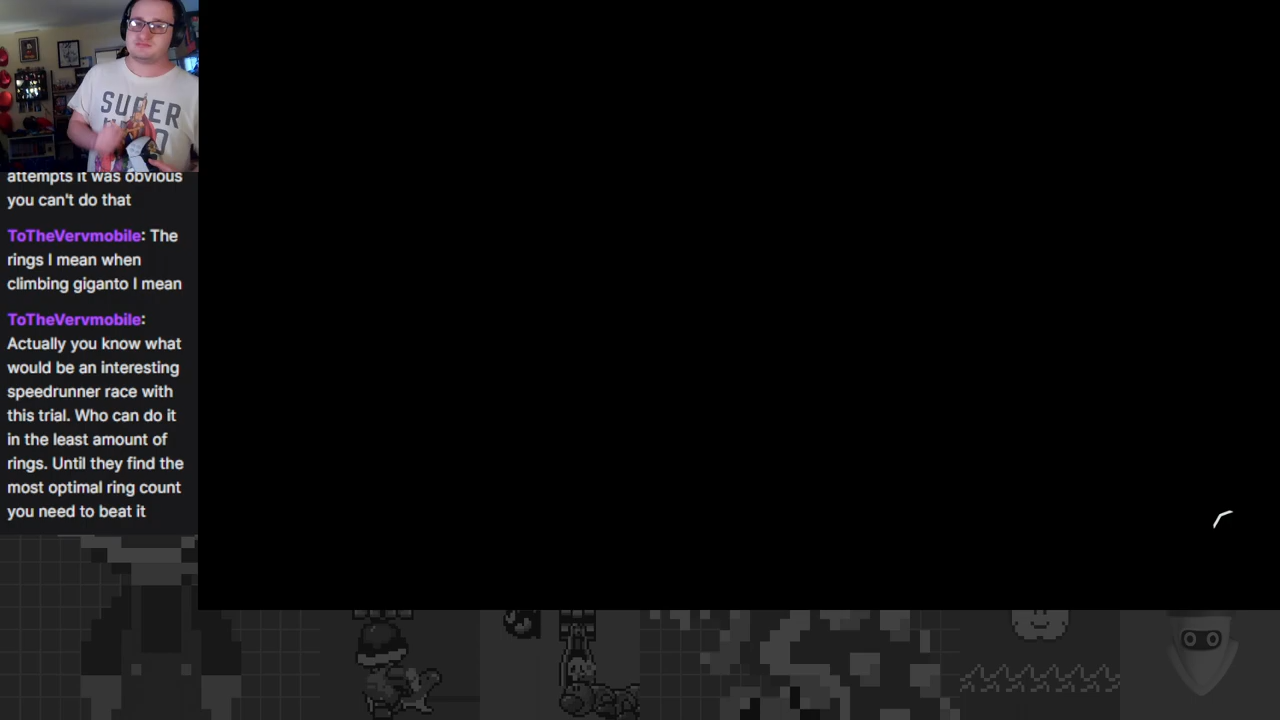 SUPER
attempts it was obvious
you can't do that
ToTheVervmobile: The
rings I mean when
climbing giganto I mean
ToTheVervmobile:
Actually you know what
would be an interesting
speedrunner race with
this trial. Who can do it
in the least amount of
rings. Until they find the
most optimal ring count
you need to beat it